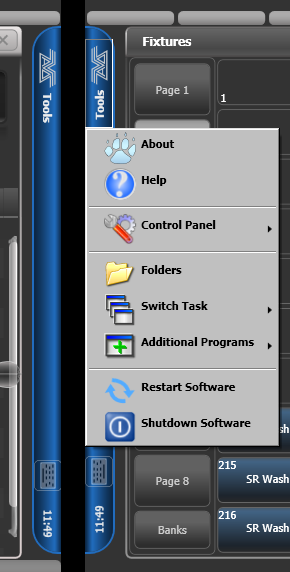 Tools
11:49
Tools
11:49
Fixtures
Page 1
1
About
Help
Control Panel
Folders
Switch Task
Additional Programs
Restart Software
Shutdown Software
Page 8
215
SR Wash
216
SR Wash
Banks